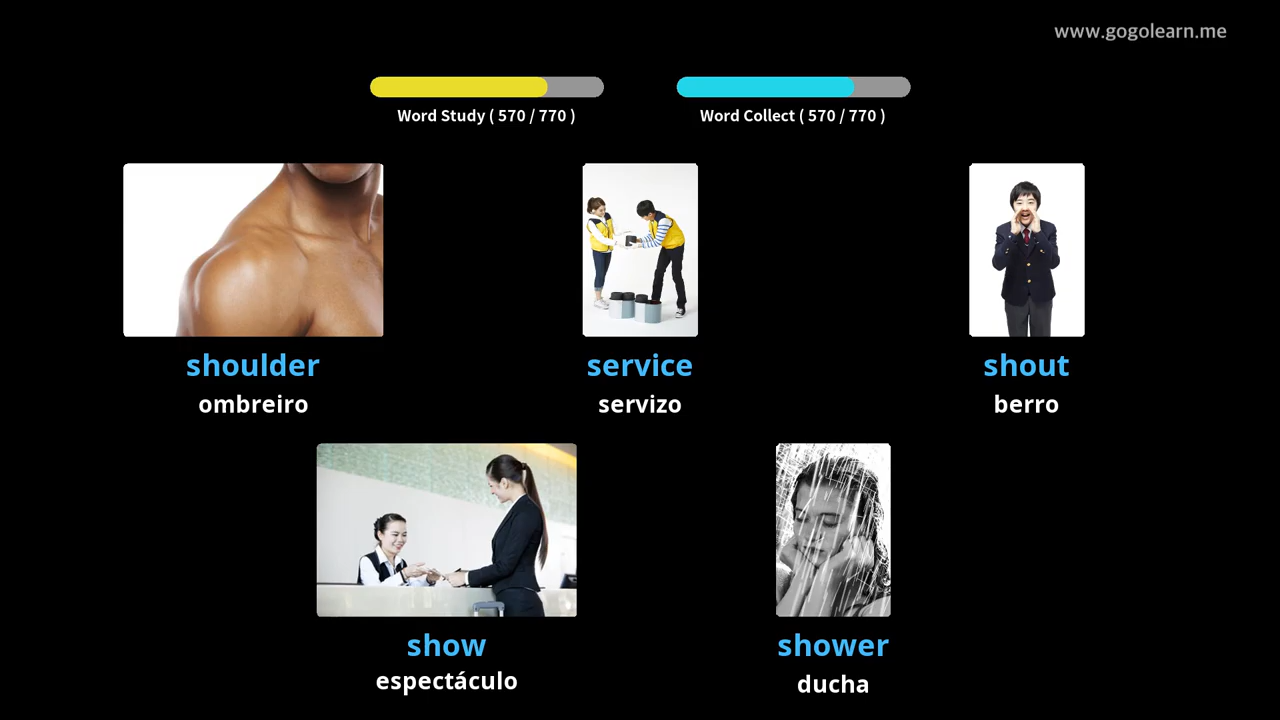 www.gogolearn.me
Word Study ( 570 / 770 )
Word Collect ( 570 / 770 )
shoulder
ombreiro
service
servizo
shout
berro
show
espectáculo
shower
ducha